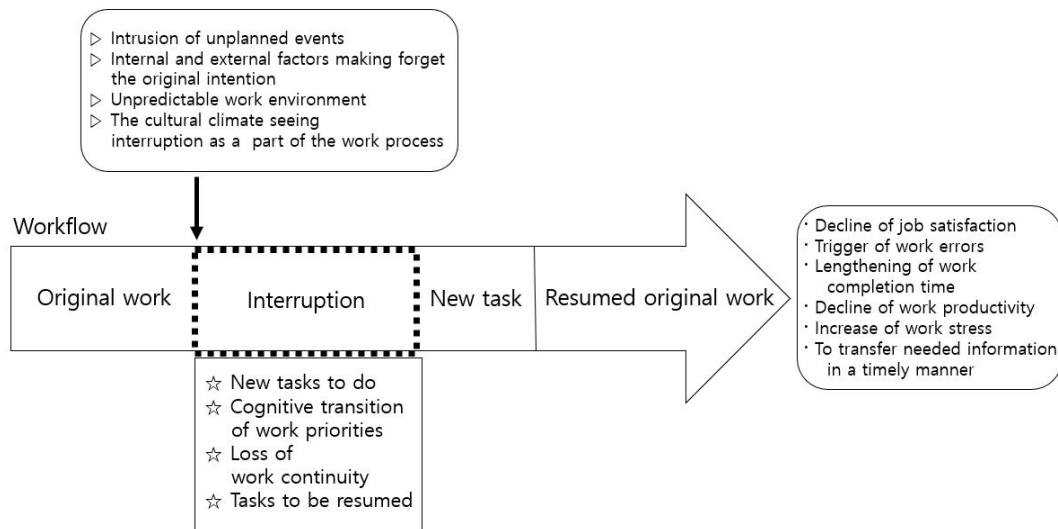 ▷ Intrusion of unplanned events
▷ Internal and external factors making forget
the original intention
▷ Unpredictable work environment
▷ The cultural climate seeing
interruption as a part of the work process
Workflow
Original work
Interruption
New task
Resumed original work
☆ New tasks to do
☆ Cognitive transition
of work priorities
☆ Loss of
work continuity
☆ Tasks to be resumed
· Decline of job satisfaction
· Trigger of work errors
· Lengthening of work
completion time
· Decline of work productivity
· Increase of work stress
· To transfer needed information
in a timely manner